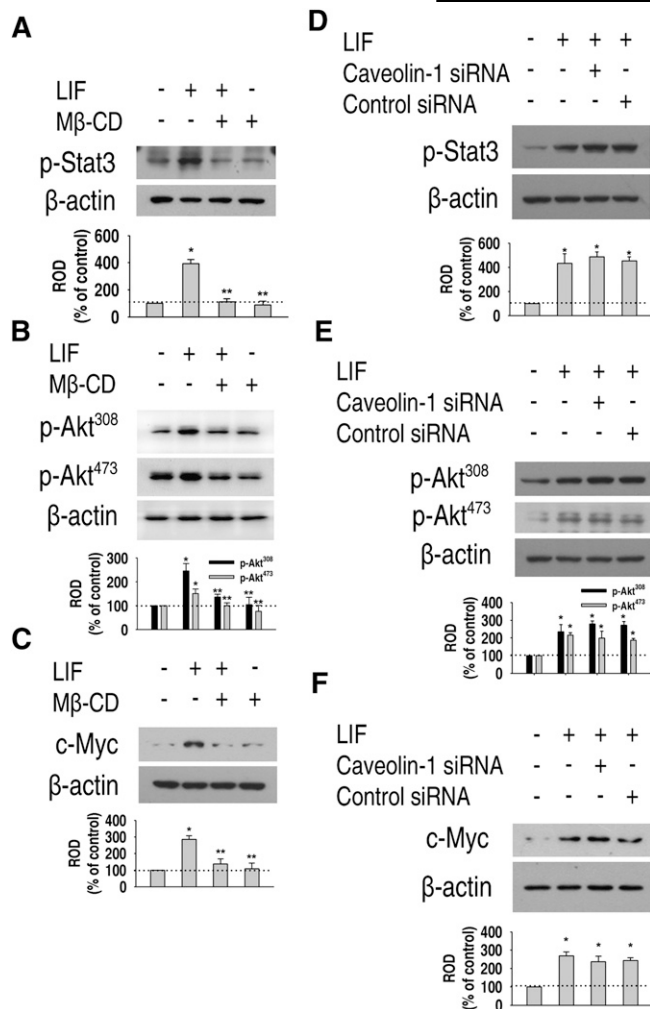 A
LIF - + + -
Mβ-CD - - + +
p-Stat3
β-actin
ROD
(% of control)
600
400
200
0
* ** **
B
LIF - + + -
Mβ-CD - - + +
p-Akt308
p-Akt473
β-actin
ROD
(% of control)
300
200
100
0
p-Akt308
p-Akt473
* * ** ** ** **
C
LIF - + + -
Mβ-CD - - + +
c-Myc
β-actin
ROD
(% of control)
400
300
200
100
0
* ** **
D
LIF - + + +
Caveolin-1 siRNA - - + -
Control siRNA - - - +
p-Stat3
β-actin
ROD
(% of control)
600
400
200
0
* * *
E
LIF - + + +
Caveolin-1 siRNA - - + -
Control siRNA - - - +
p-Akt308
p-Akt473
β-actin
ROD
(% of control)
400
300
200
100
0
p-Akt308
p-Akt473
* * * * * *
F
LIF - + + +
Caveolin-1 siRNA - - + -
Control siRNA - - - +
c-Myc
β-actin
ROD
(% of control)
400
300
200
100
0
* * *